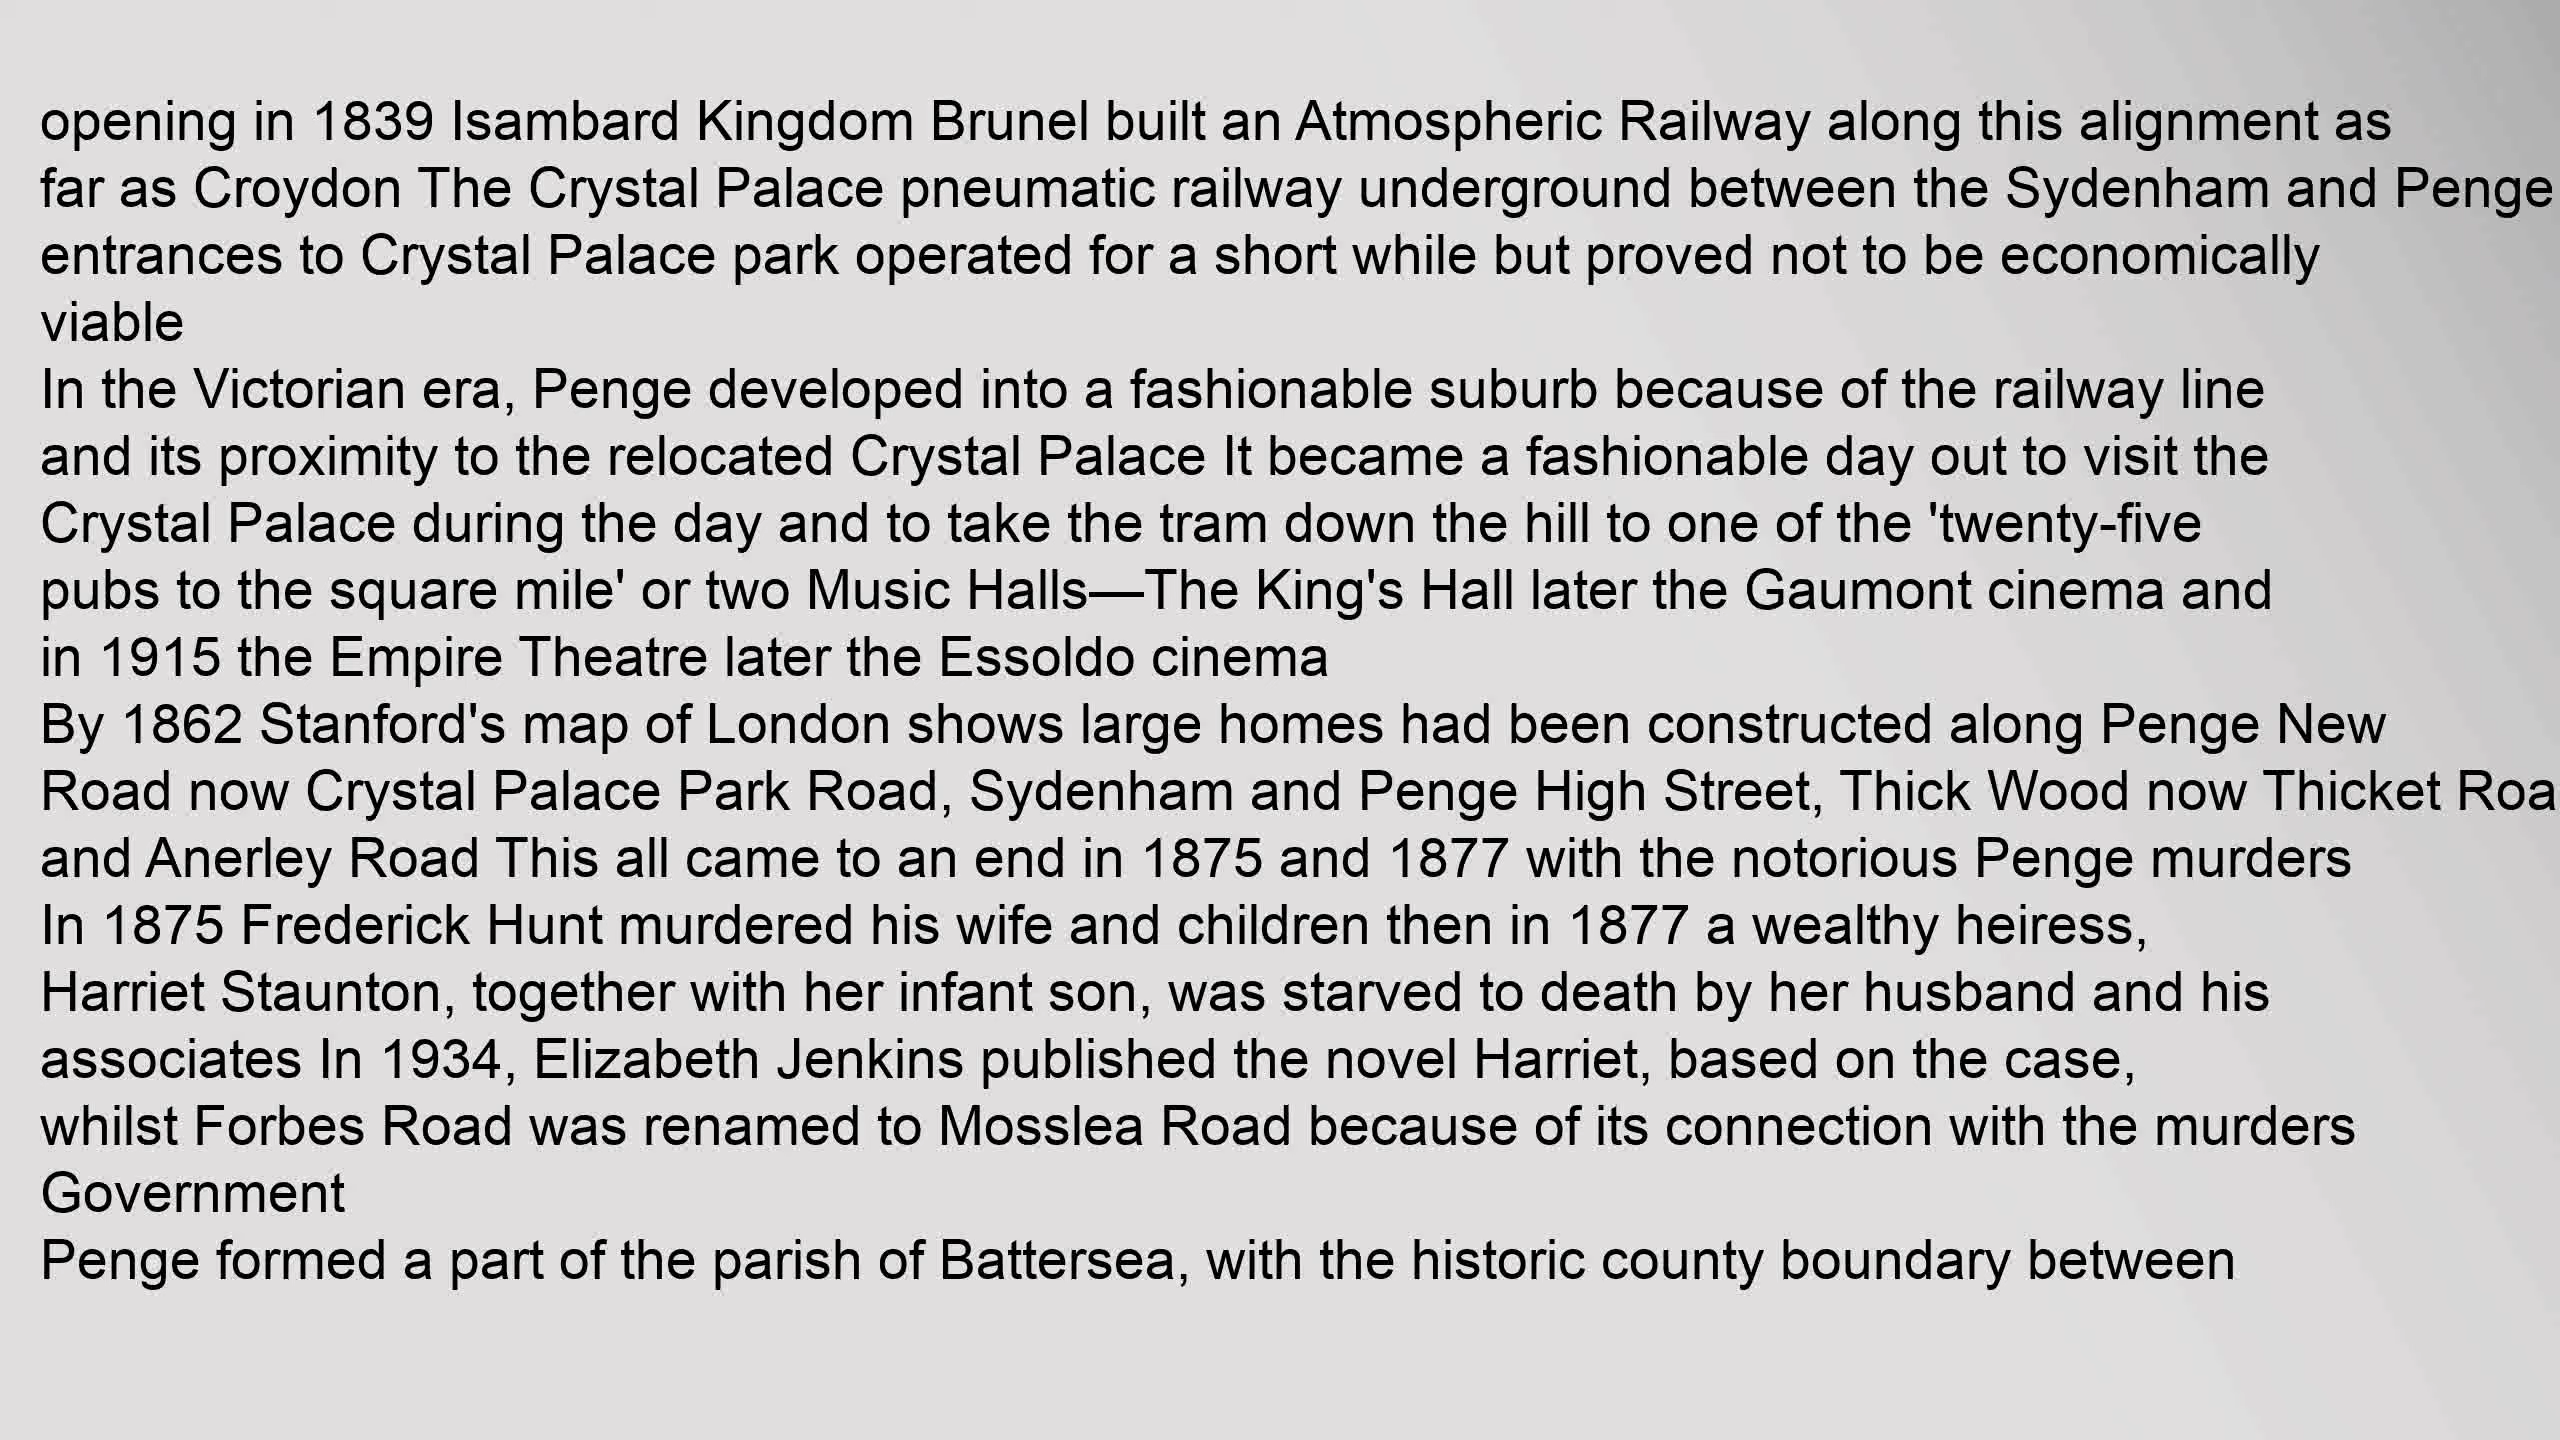 opening in 1839 Isambard Kingdom Brunel built an Atmospheric Railway along this alignment as
far as Croydon The Crystal Palace pneumatic railway underground between the Sydenham and Penge
entrances to Crystal Palace park operated for a short while but proved not to be economically
viable
In the Victorian era, Penge developed into a fashionable suburb because of the railway line
and its proximity to the relocated Crystal Palace It became a fashionable day out to visit the
Crystal Palace during the day and to take the tram down the hill to one of the 'twenty-five
pubs to the square mile' or two Music Halls—The King's Hall later the Gaumont cinema and
in 1915 the Empire Theatre later the Essoldo cinema
By 1862 Stanford's map of London shows large homes had been constructed along Penge New
Road now Crystal Palace Park Road, Sydenham and Penge High Street, Thick Wood now Thicket Roa
and Anerley Road This all came to an end in 1875 and 1877 with the notorious Penge murders
In 1875 Frederick Hunt murdered his wife and children then in 1877 a wealthy heiress,
Harriet Staunton, together with her infant son, was starved to death by her husband and his
associates In 1934, Elizabeth Jenkins published the novel Harriet, based on the case,
whilst Forbes Road was renamed to Mosslea Road because of its connection with the murders
Government
Penge formed a part of the parish of Battersea, with the historic county boundary between